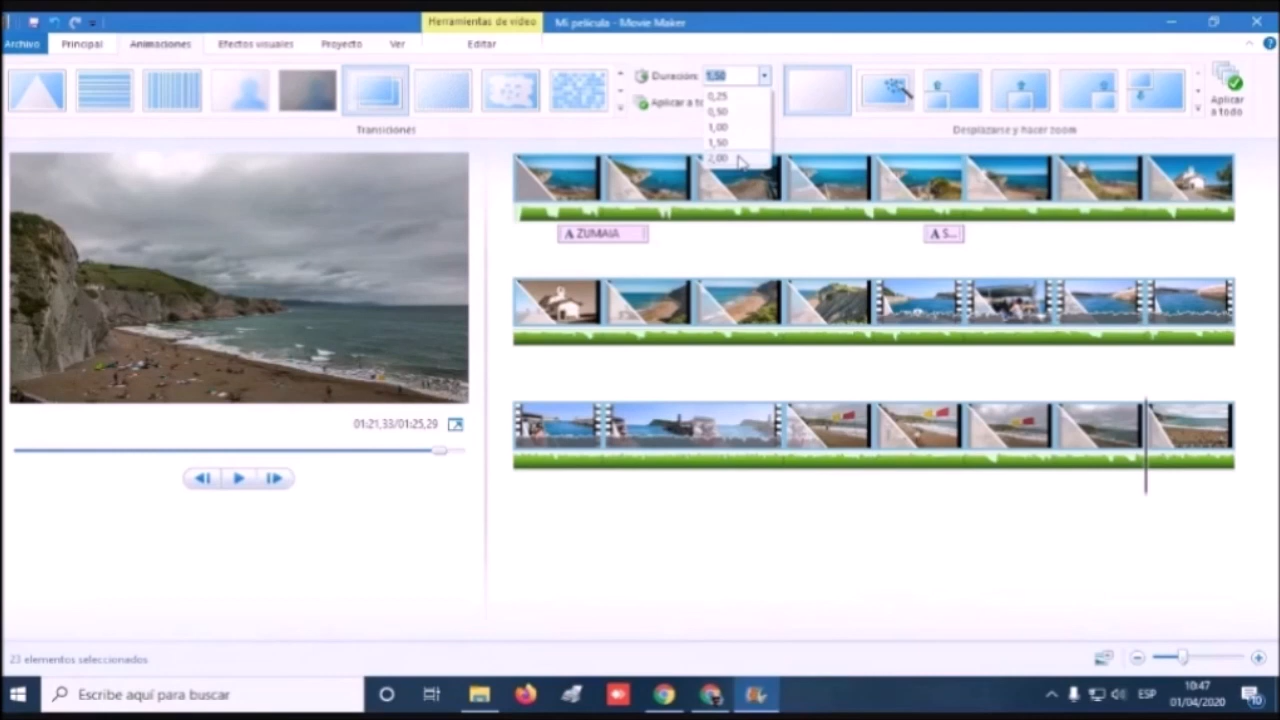 Herramientas de vídeo
Mi película - Movie Maker
Archivo
Principal
Animaciones
Efectos visuales
Proyecto
Ver
Editar
Duración: 1,50
Aplicar a to
0,25
0,50
1,00
1,50
2,00
Transiciones
Desplazarse y hacer zoom
Aplicar
a todo
A ZUMAIA
A S...
01:21,33/01:25,29
23 elementos seleccionados
Escribe aquí para buscar
ESP
10:47
01/04/2020
10